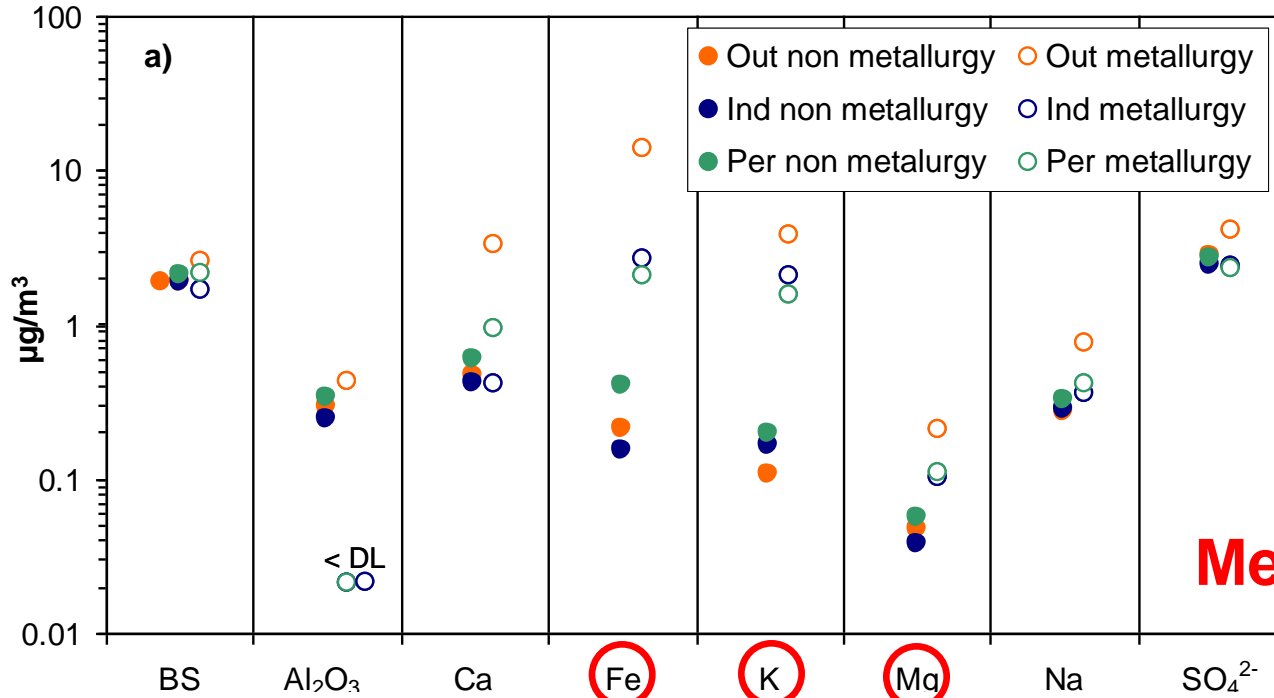 100
a)
Out non metallurgy Out metallurgy
Ind non metallurgy Ind metallurgy
Per non metalurgy Per metallurgy
10
µg/m³
1
0.1
< DL
Me
0.01
BS Al₂O₃ Ca Fe K Mg Na SO₄²⁻